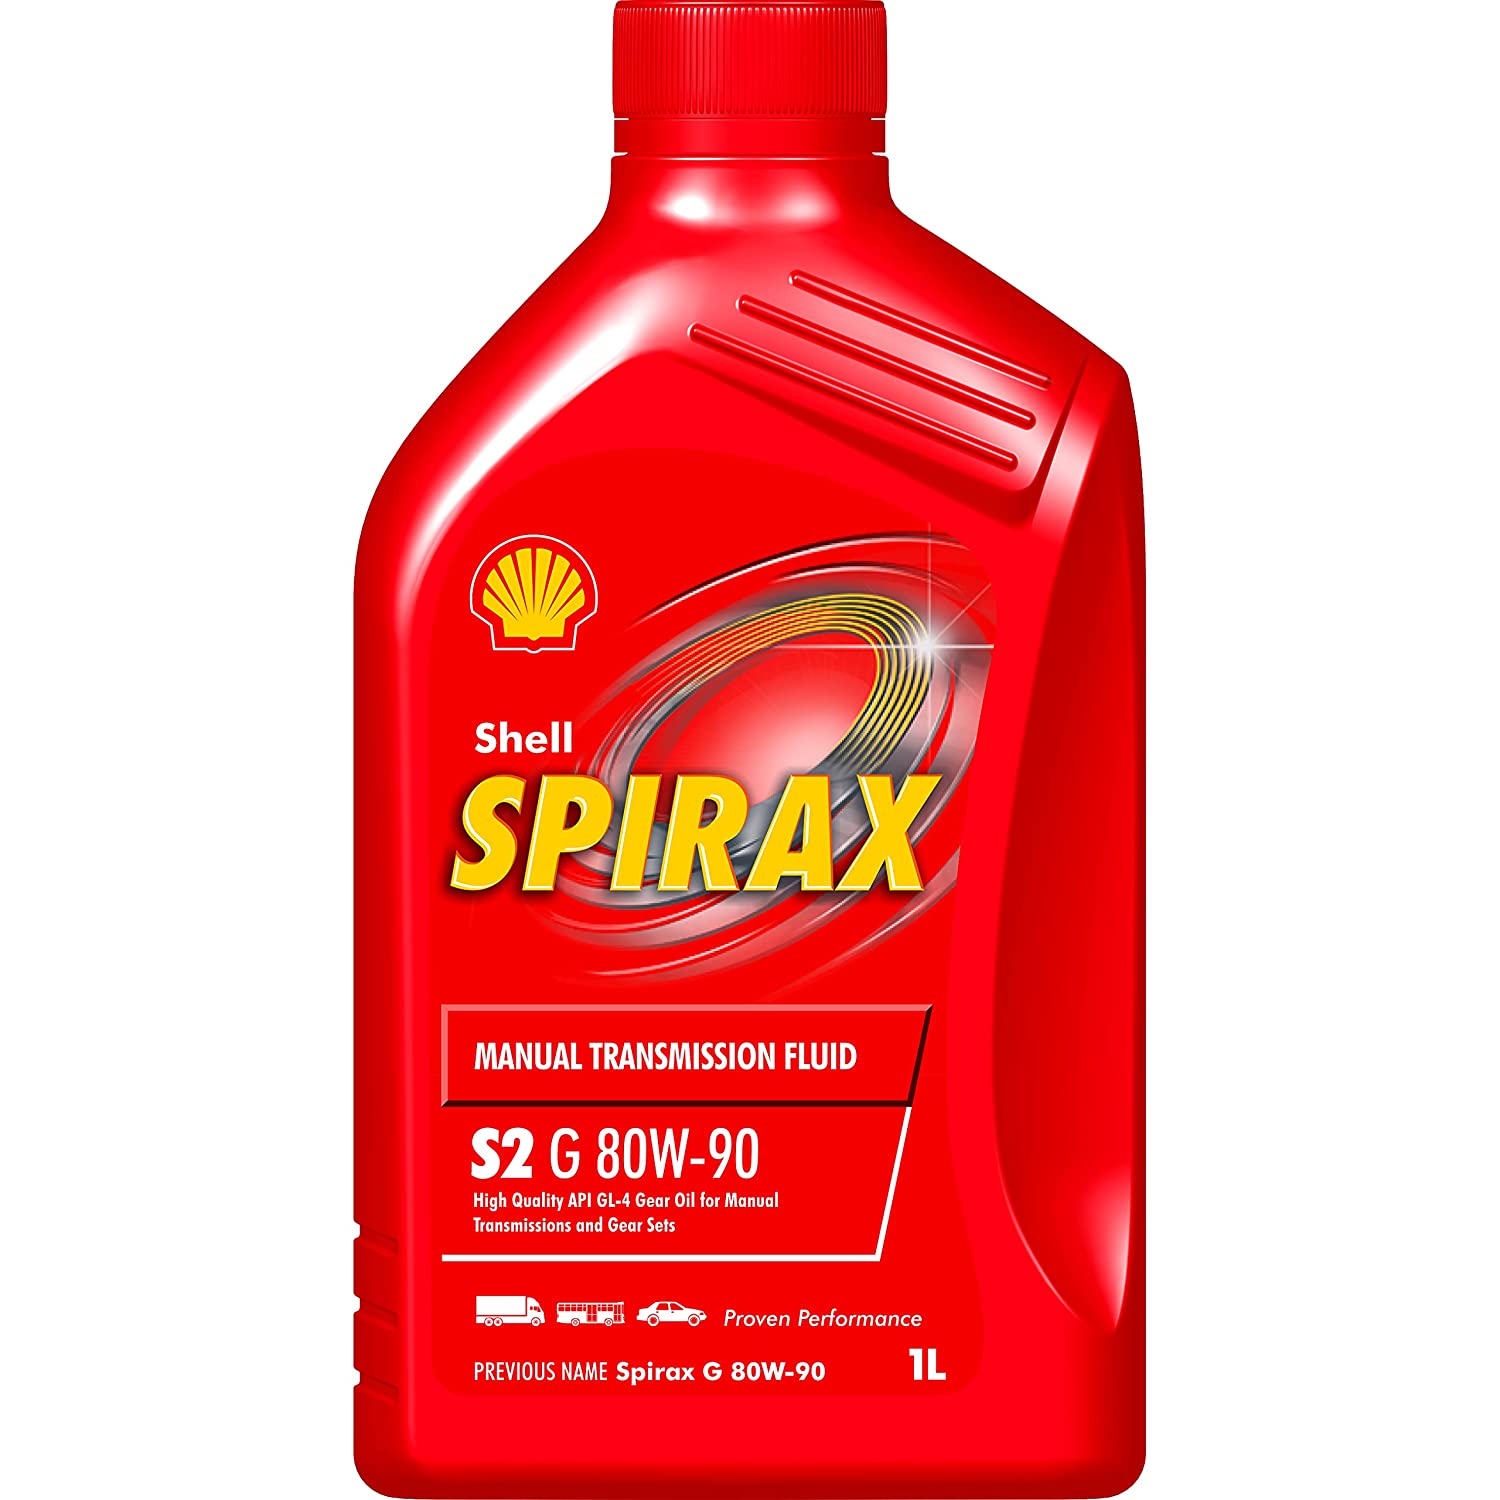 Shell
SPIRAX
MANUAL TRANSMISSION FLUID
S2 G 80W-90
High Quality API GL-4 Gear Oil for Manual
Transmissions and Gear Sets
Proven Performance
PREVIOUS NAME Spirax G 80W-90 1L